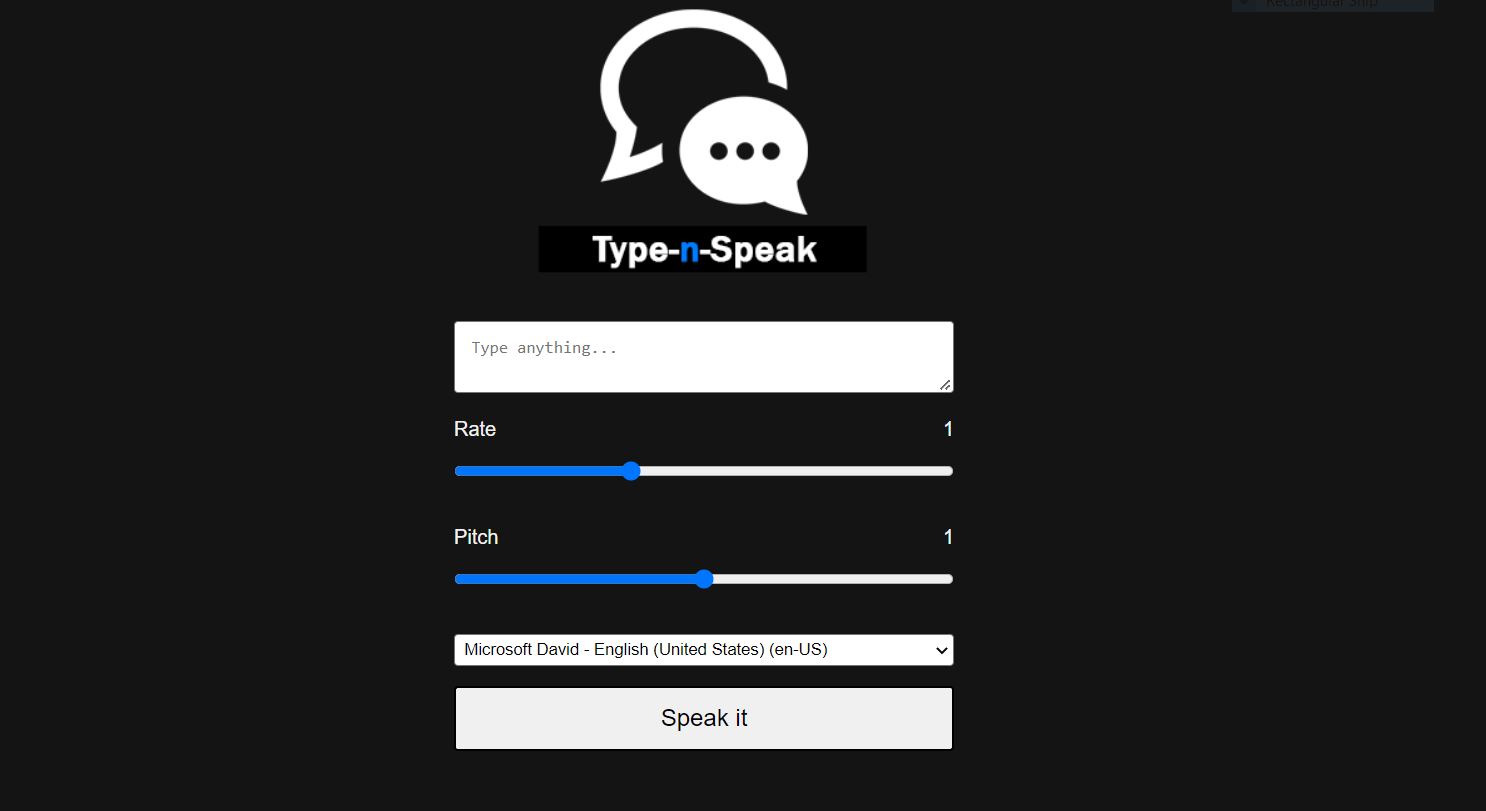 Rectangular Snip
Type-n-Speak
Type anything...
Rate 1
Pitch 1
Microsoft David - English (United States) (en-US)
Speak it